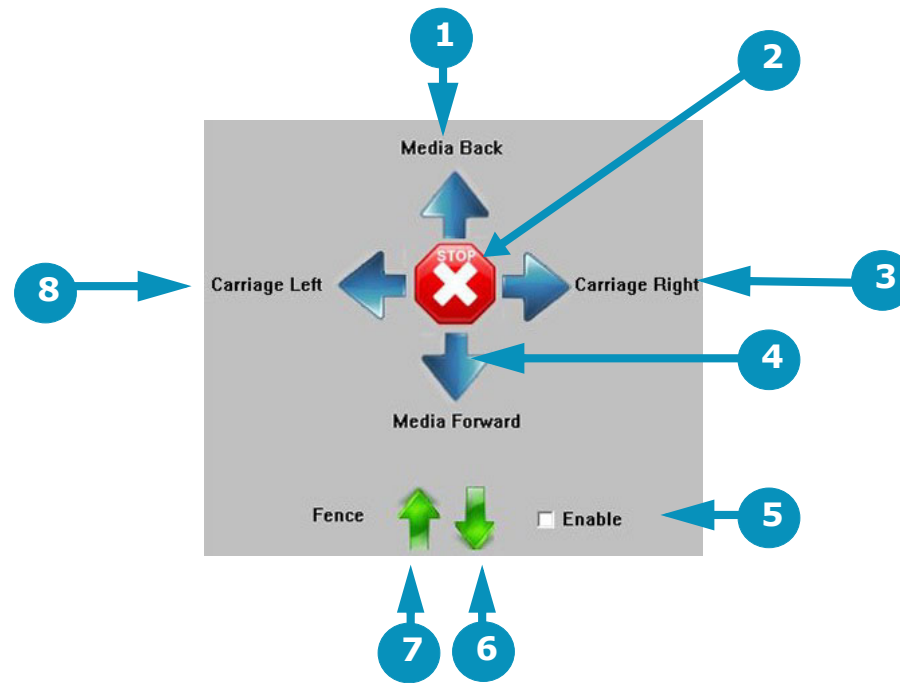 1
2
Media Back
STOP
8
Carriage Left
Carriage Right
3
4
Media Forward
Fence
Enable
5
7
6